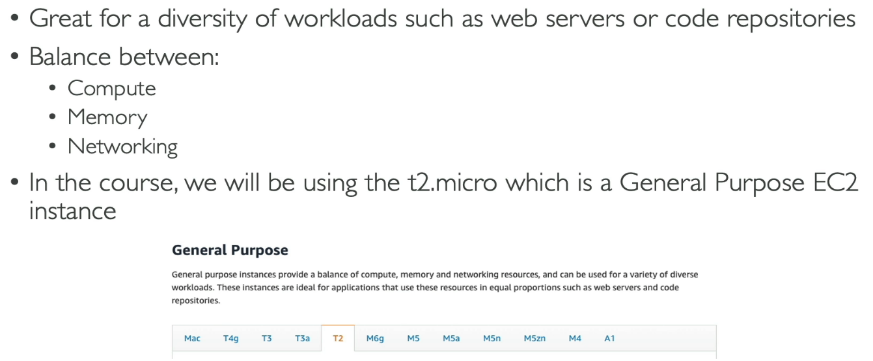 • Great for a diversity of workloads such as web servers or code repositories
• Balance between:
• Compute
• Memory
• Networking
• In the course, we will be using the t2.micro which is a General Purpose EC2
instance
General Purpose
General purpose instances provide a balance of compute, memory and networking resources, and can be used for a variety of diverse
workloads. These instances are ideal for applications that use these resources in equal proportions such as web servers and code
repositories.
Mac T4g T3 T3a T2 M6g M5 M5a M5n M5zn M4 A1